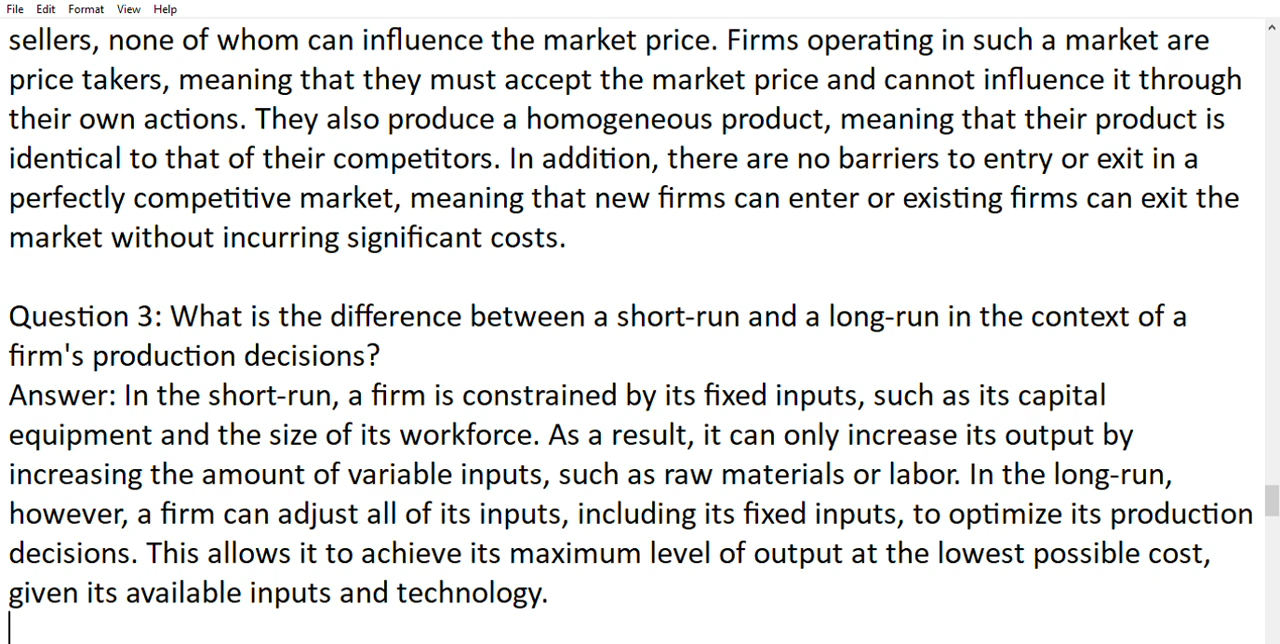 File Edit Format View Help
sellers, none of whom can influence the market price. Firms operating in such a market are
price takers, meaning that they must accept the market price and cannot influence it through
their own actions. They also produce a homogeneous product, meaning that their product is
identical to that of their competitors. In addition, there are no barriers to entry or exit in a
perfectly competitive market, meaning that new firms can enter or existing firms can exit the
market without incurring significant costs.
Question 3: What is the difference between a short-run and a long-run in the context of a
firm's production decisions?
Answer: In the short-run, a firm is constrained by its fixed inputs, such as its capital
equipment and the size of its workforce. As a result, it can only increase its output by
increasing the amount of variable inputs, such as raw materials or labor. In the long-run,
however, a firm can adjust all of its inputs, including its fixed inputs, to optimize its production
decisions. This allows it to achieve its maximum level of output at the lowest possible cost,
given its available inputs and technology.